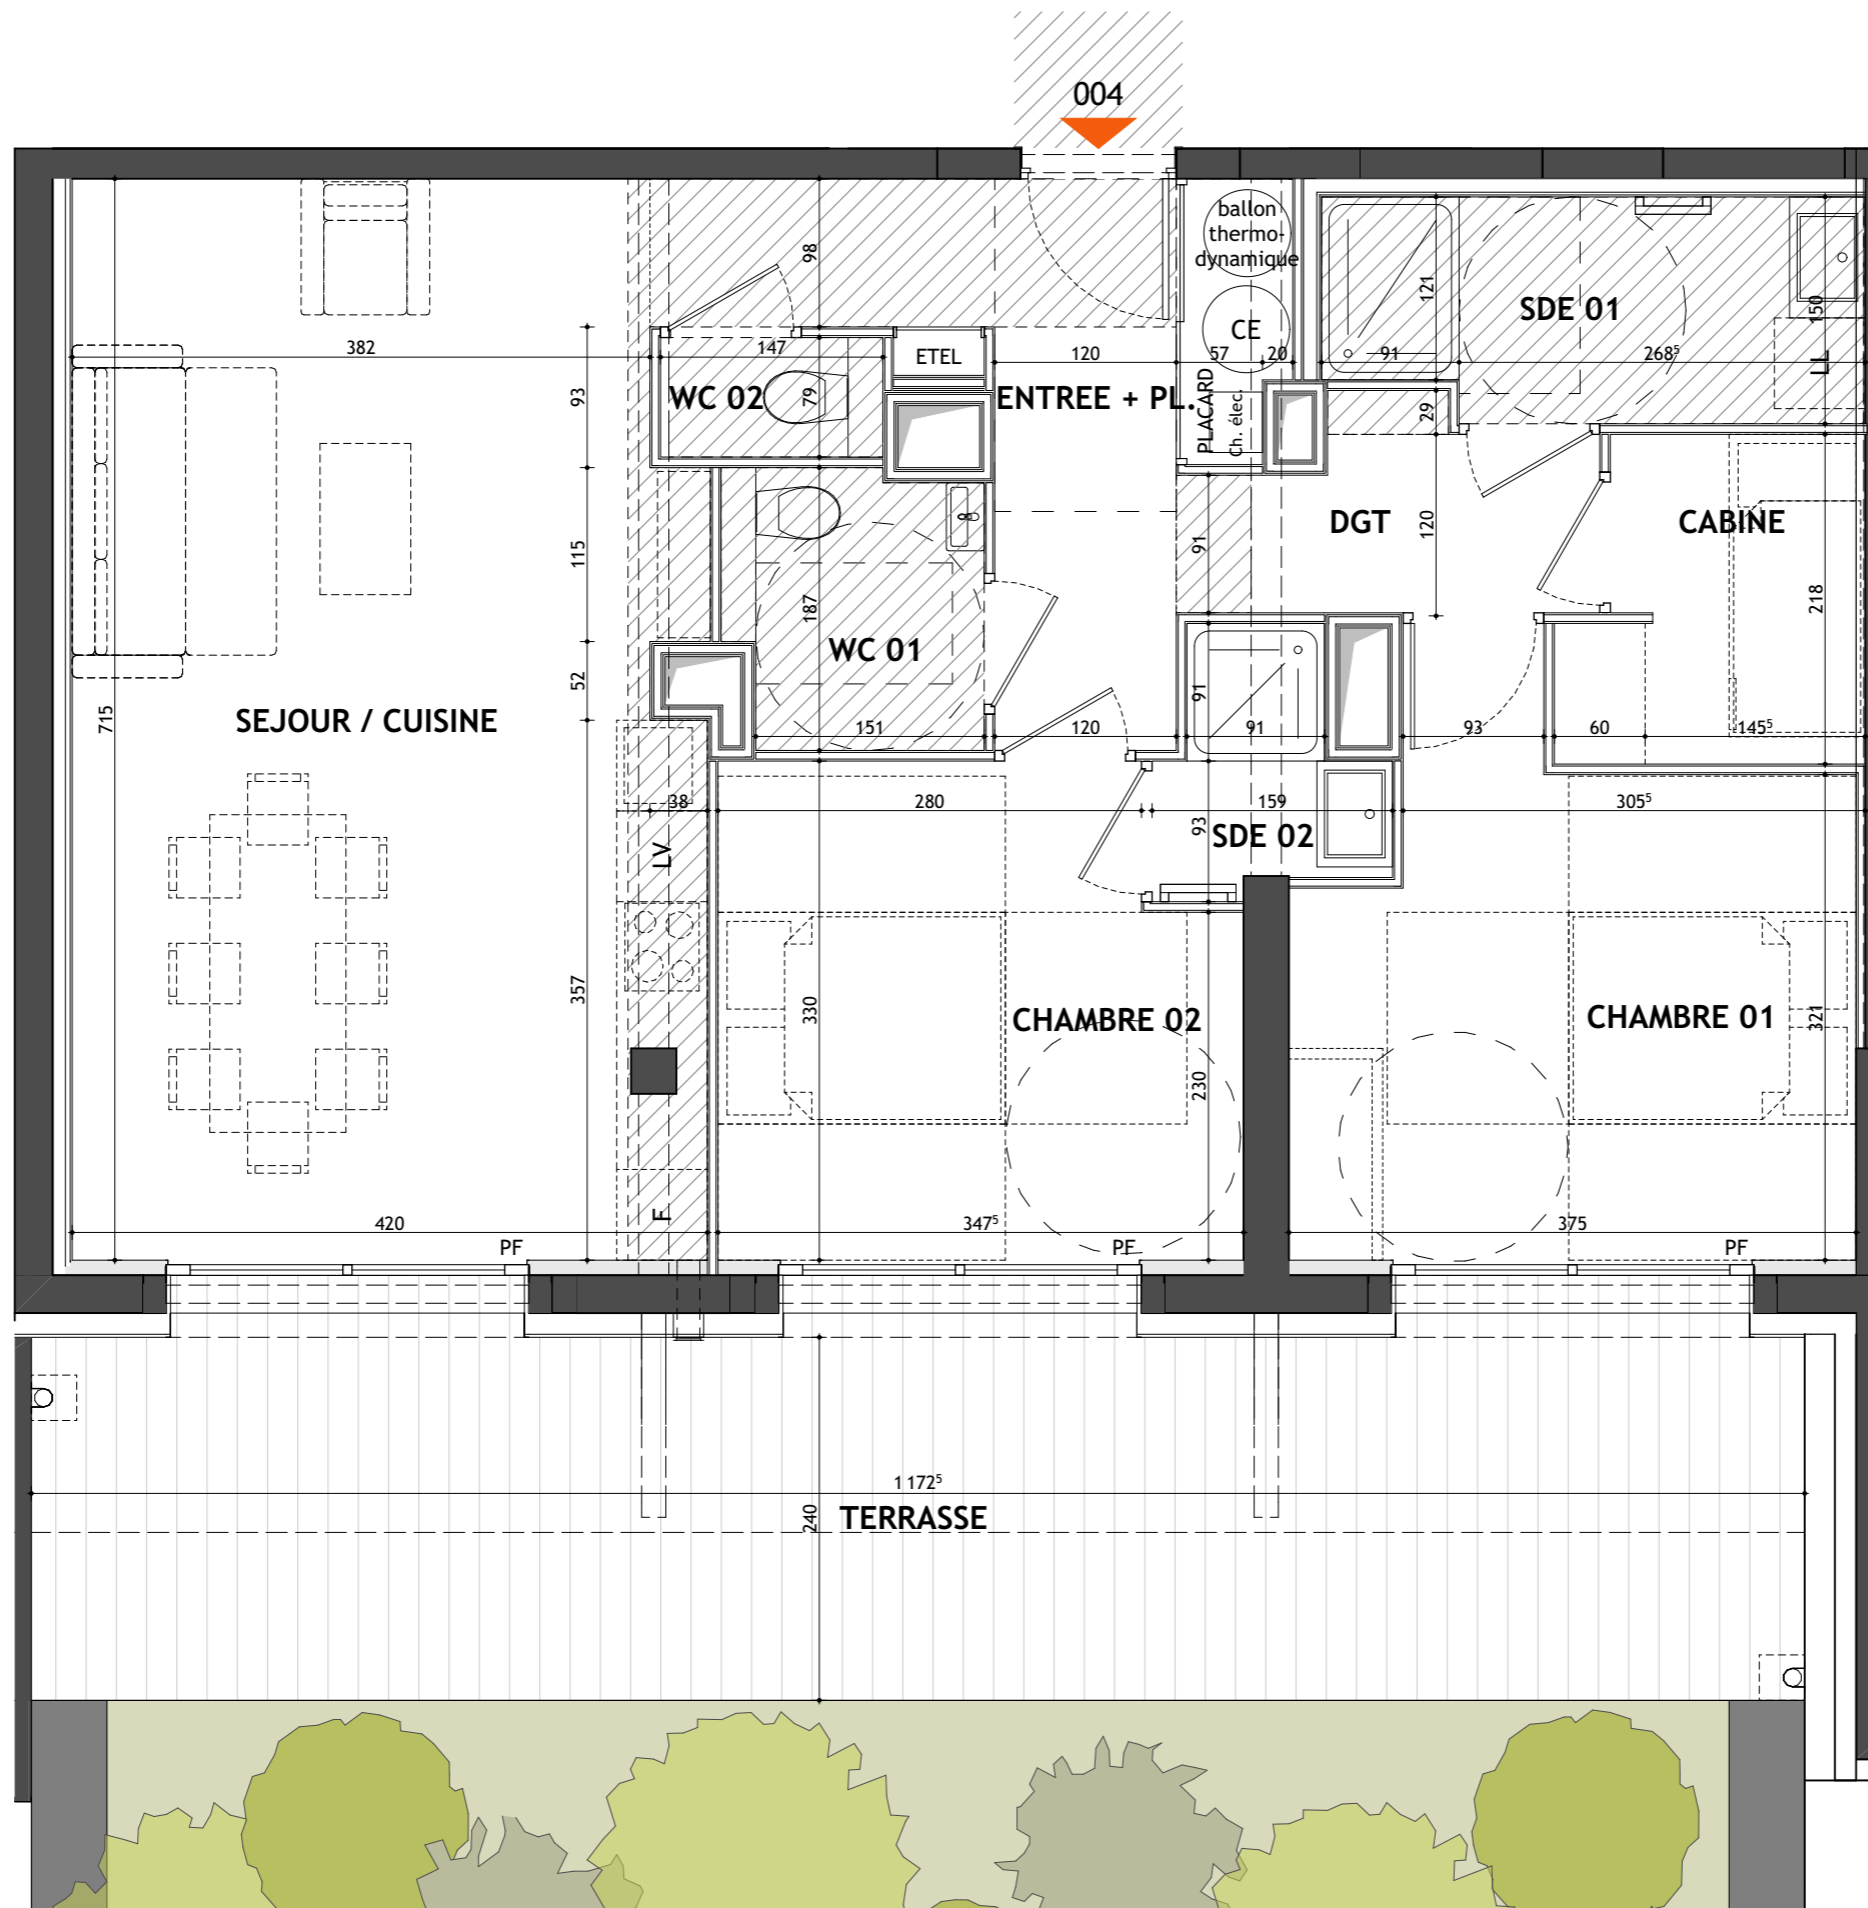 004
ballon
thermo-
dynamique
98
121
SDE 01
150
382
147
ETEL
120
57
CE
20
91
268⁵
LL
93
WC 02
79
ENTREE + PL.
PLACARD
Ch. élec.
29
115
187
91
DGT
120
CABINE
218
WC 01
52
715
SEJOUR / CUISINE
151
120
91
91
93
60
145⁵
38
280
159
305⁵
LV
93
SDE 02
357
330
CHAMBRE 02
CHAMBRE 01
321
230
F
420
347⁵
375
PF
PF
PF
1 172⁵
240
TERRASSE